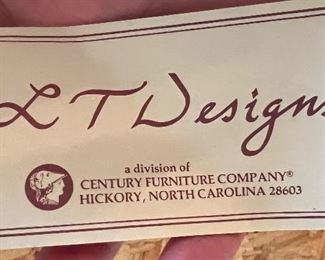 LT Designs
a division of
CENTURY FURNITURE COMPANY®
HICKORY, NORTH CAROLINA 28603